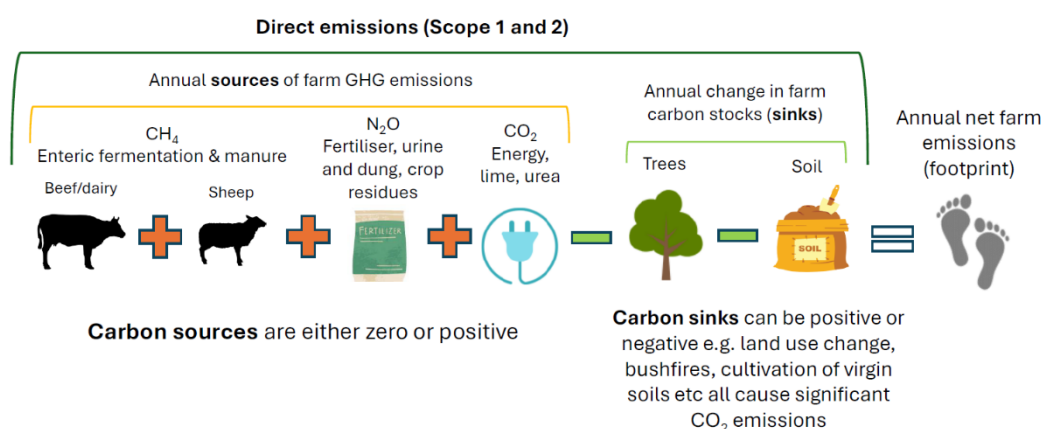 Direct emissions (Scope 1 and 2)
Annual sources of farm GHG emissions
CH₄
Enteric fermentation & manure
Beef/dairy
Sheep
N₂O
Fertiliser, urine
and dung, crop
residues
FERTILIZER
CO₂
Energy,
lime, urea
Annual change in farm
carbon stocks (sinks)
Trees
Soil
SOIL
Annual net farm
emissions
(footprint)
Carbon sources are either zero or positive
Carbon sinks can be positive or
negative e.g. land use change,
bushfires, cultivation of virgin
soils etc all cause significant
CO₂ emissions